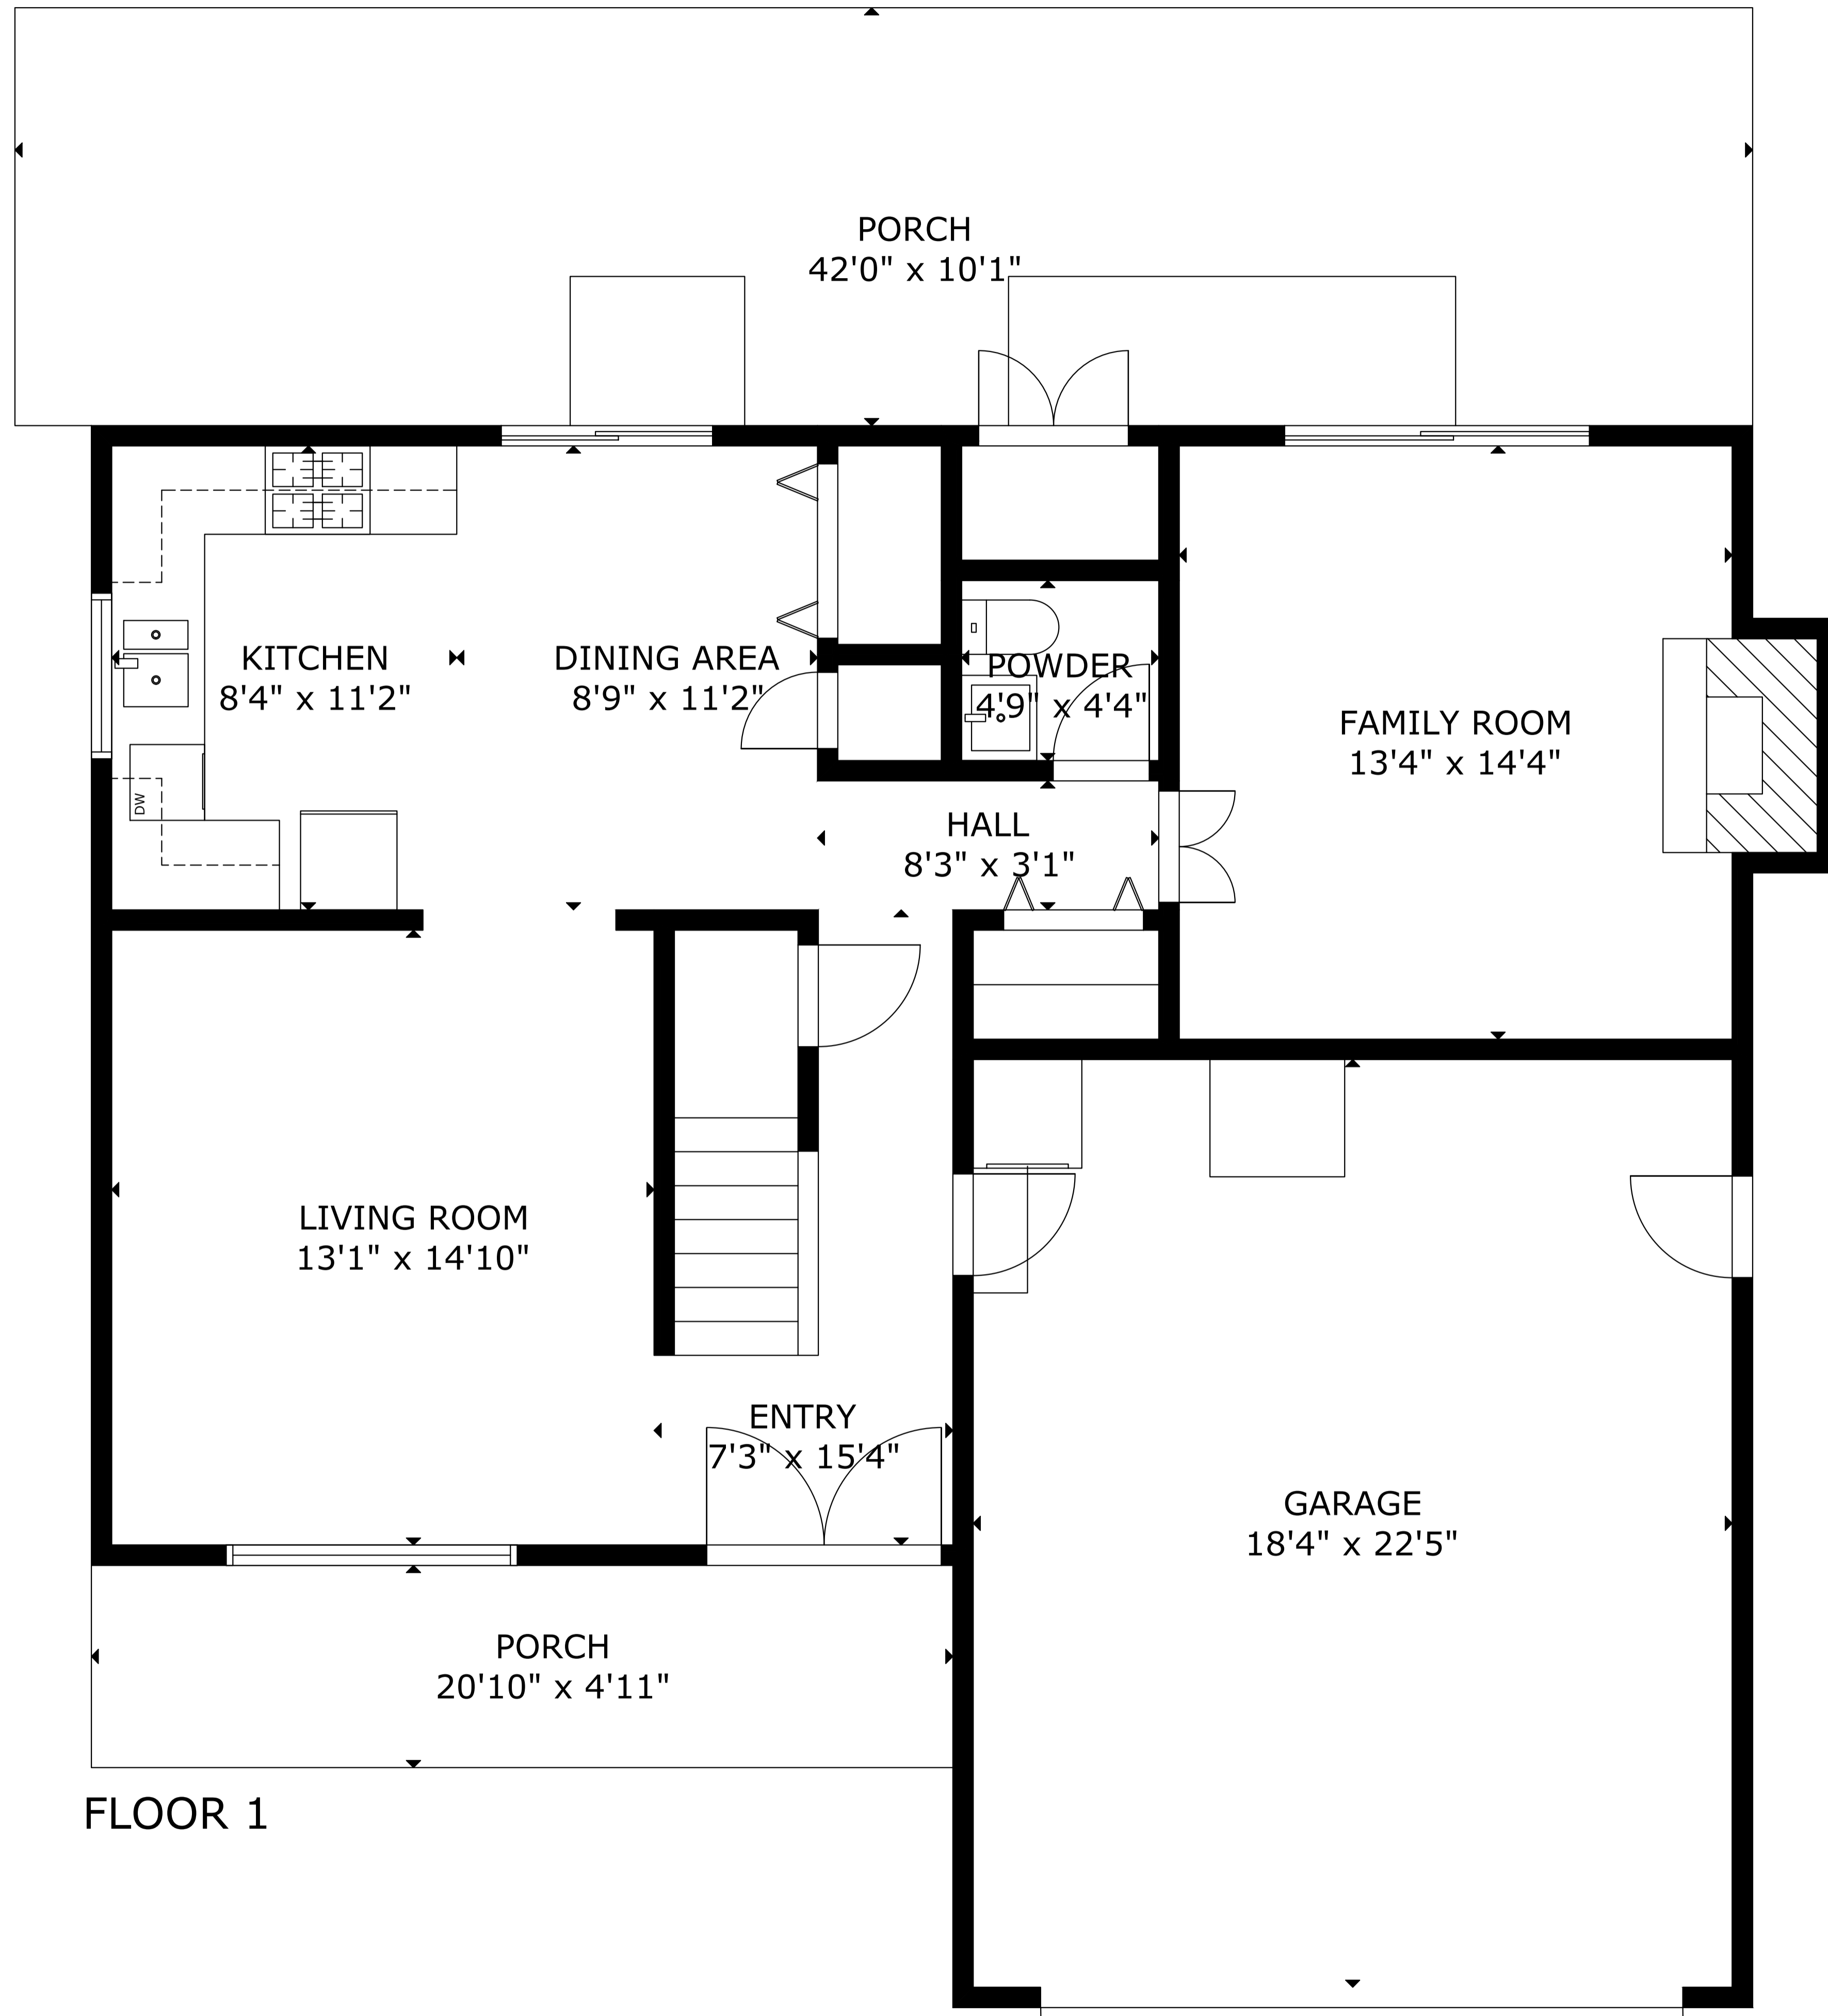 PORCH
42'0" x 10'1"
KITCHEN
8'4" x 11'2"
DINING AREA
8'9" x 11'2"
POWDER
4'9" x 4'4"
FAMILY ROOM
13'4" x 14'4"
DW
HALL
8'3" x 3'1"
LIVING ROOM
13'1" x 14'10"
ENTRY
7'3" x 15'4"
GARAGE
18'4" x 22'5"
PORCH
20'10" x 4'11"
FLOOR 1